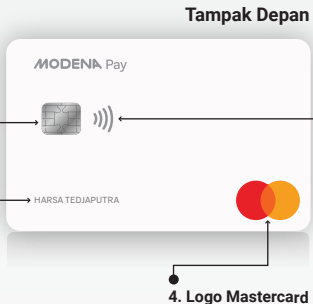 Tampak Depan
MODENA Pay
HARSA TEDJAPUTRA
4. Logo Mastercard